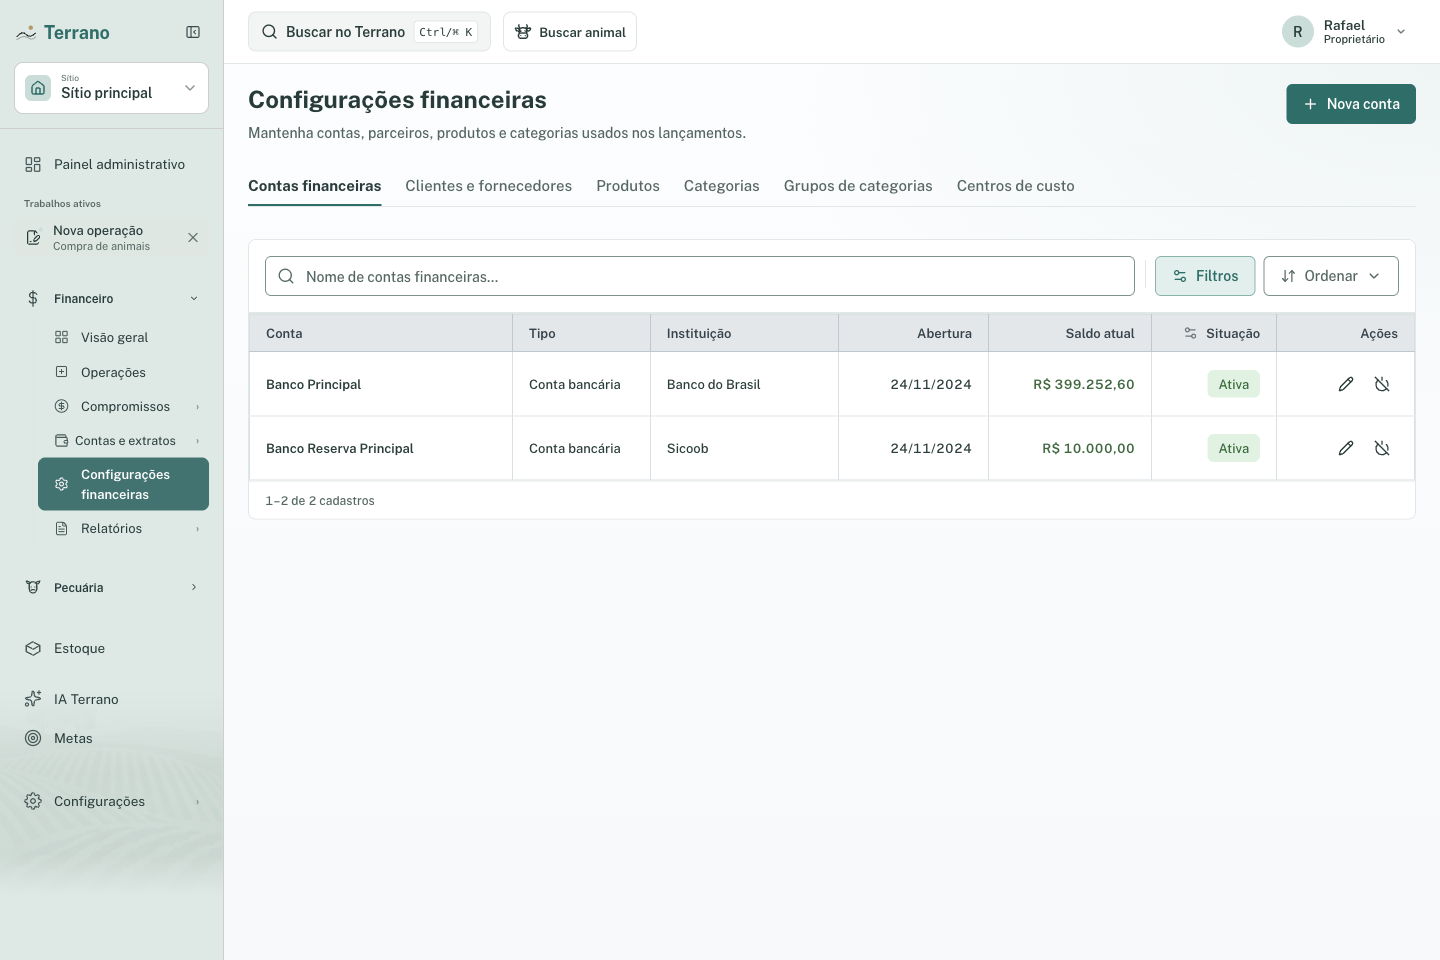 Terrano
Sítio
Sítio principal
Painel administrativo
Trabalhos ativos
Nova operação
Compra de animais
Financeiro
Visão geral
Operações
Compromissos
Contas e extratos
Configurações
financeiras
Relatórios
Pecuária
Estoque
IA Terrano
Metas
Configurações
Buscar no Terrano Ctrl/⌘ K
Buscar animal
R
Rafael
Proprietário
Configurações financeiras
Mantenha contas, parceiros, produtos e categorias usados nos lançamentos.
Nova conta
Contas financeiras Clientes e fornecedores Produtos Categorias Grupos de categorias Centros de custo
Nome de contas financeiras...
Filtros
Ordenar
Conta Tipo Instituição Abertura Saldo atual Situação Ações
Banco Principal Conta bancária Banco do Brasil 24/11/2024 R$ 399.252,60 Ativa
Banco Reserva Principal Conta bancária Sicoob 24/11/2024 R$ 10.000,00 Ativa
1–2 de 2 cadastros